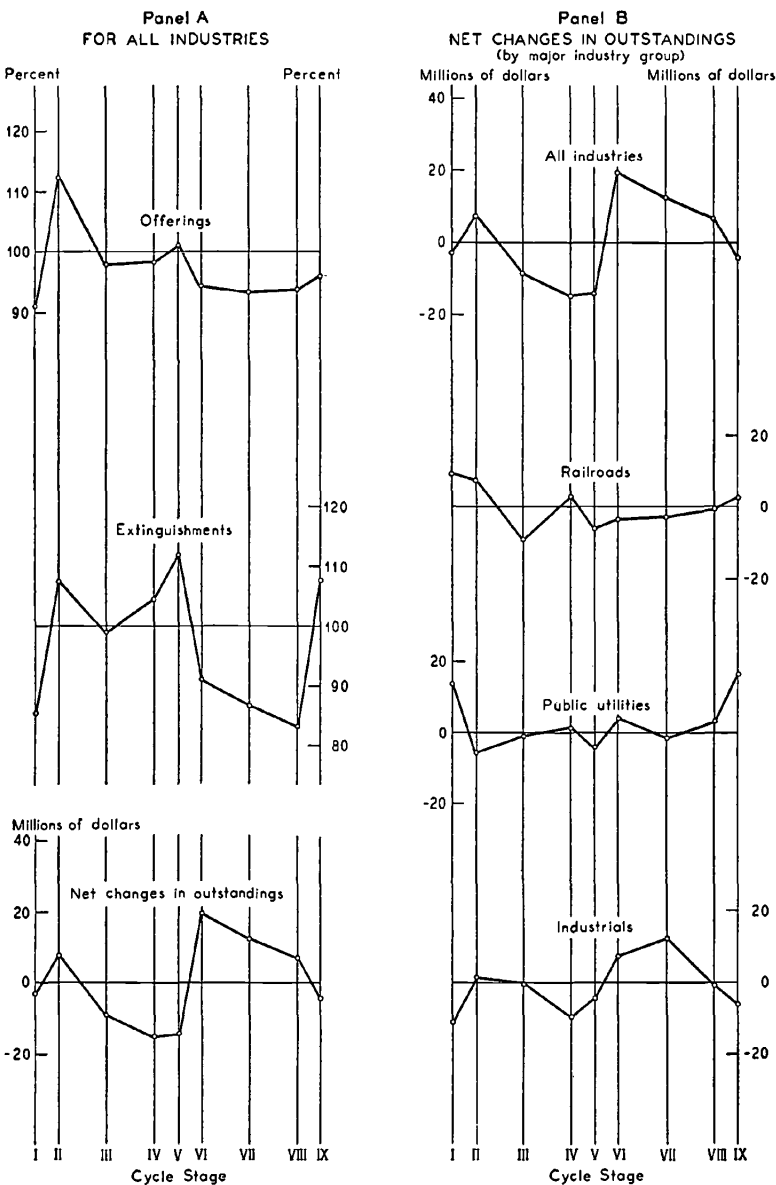 Panel A
FOR ALL INDUSTRIES
Percent
Percent
120
110
Offerings
100
90
120
Extinguishments
110
100
90
80
Millions of dollars
40
Net changes in outstandings
20
0
-20
I II III IV V VI VII VIII IX
Cycle Stage
Panel B
NET CHANGES IN OUTSTANDINGS
(by major industry group)
Millions of dollars
Millions of dollars
40
All industries
20
0
-20
20
Railroads
0
-20
20
Public utilities
0
-20
20
Industrials
0
-20
I II III IV V VI VII VIII IX
Cycle Stage